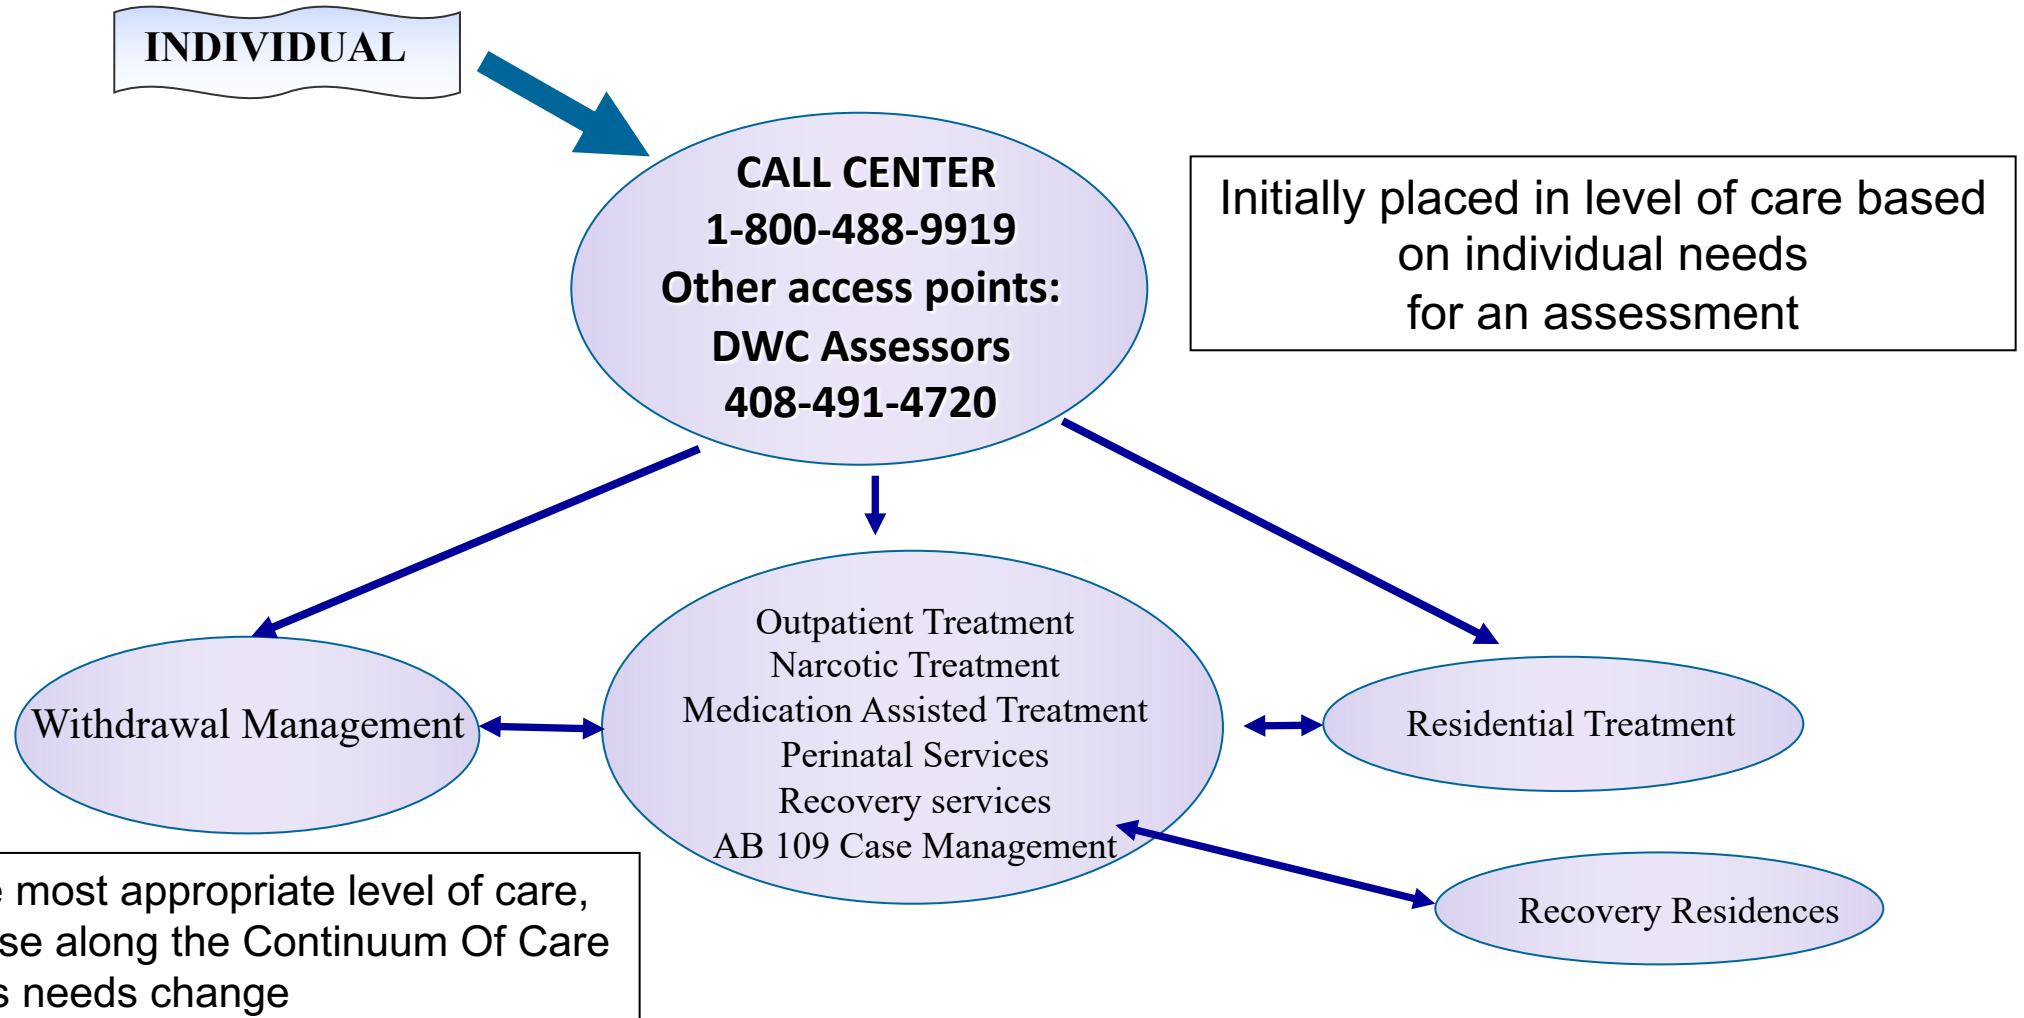 INDIVIDUAL
CALL CENTER
1-800-488-9919
Other access points:
DWC Assessors
408-491-4720
Initially placed in level of care based
on individual needs
for an assessment
Outpatient Treatment
Narcotic Treatment
Medication Assisted Treatment
Perinatal Services
Recovery services
AB 109 Case Management
Withdrawal Management
Residential Treatment
Recovery Residences
most appropriate level of care,
along the Continuum Of Care
needs change